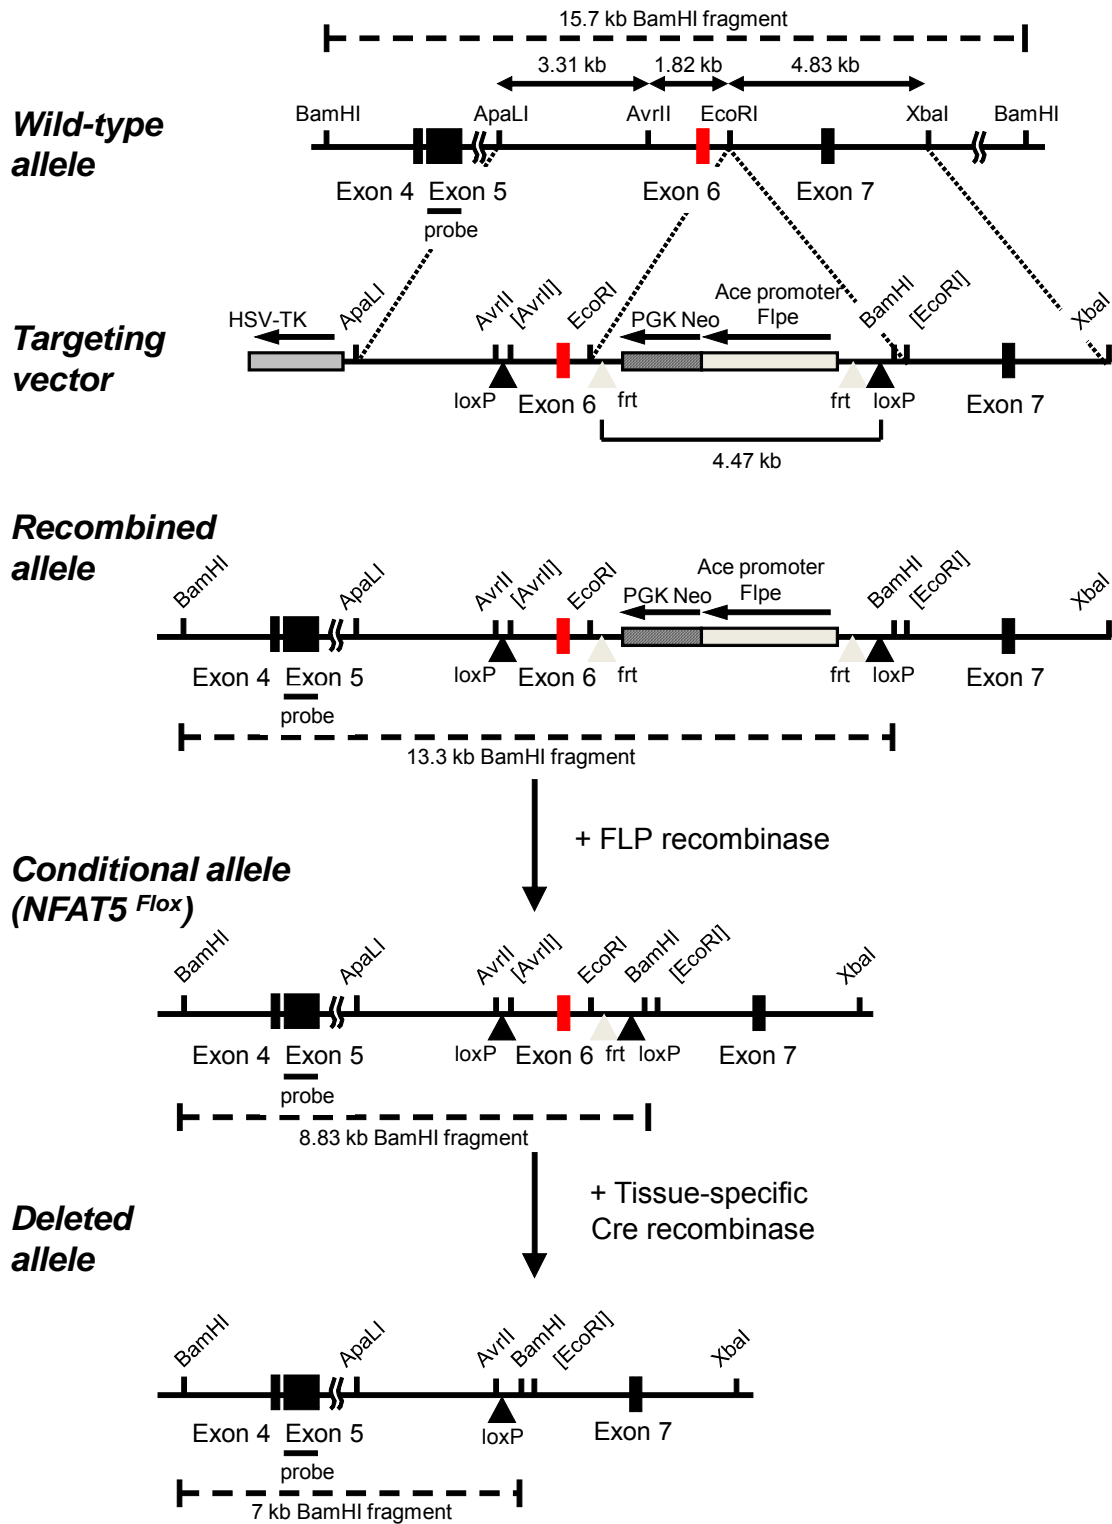 15.7 kb BamHI fragment
3.31 kb 1.82 kb 4.83 kb
Wild-type
allele
BamHI ApaLI AvrII EcoRI XbaI BamHI
Exon 4 Exon 5 Exon 6 Exon 7
probe
Targeting
vector
HSV-TK ApaLI AvrII [AvrII] EcoRI PGK Neo Ace promoter
Flpe BamHI [EcoRI] XbaI
loxP Exon 6 frt frt loxP Exon 7
4.47 kb
Recombined
allele
BamHI ApaLI AvrII [AvrII] EcoRI PGK Neo Ace promoter
Flpe BamHI [EcoRI] XbaI
Exon 4 Exon 5 loxP Exon 6 frt frt loxP Exon 7
probe
13.3 kb BamHI fragment
+ FLP recombinase
Conditional allele
(NFAT5 Flox)
BamHI ApaLI AvrII [AvrII] EcoRI BamHI [EcoRI] XbaI
Exon 4 Exon 5 loxP Exon 6 frt loxP Exon 7
probe
8.83 kb BamHI fragment
+ Tissue-specific
Cre recombinase
Deleted
allele
BamHI ApaLI AvrII BamHI [EcoRI] XbaI
Exon 4 Exon 5 loxP Exon 7
probe
7 kb BamHI fragment